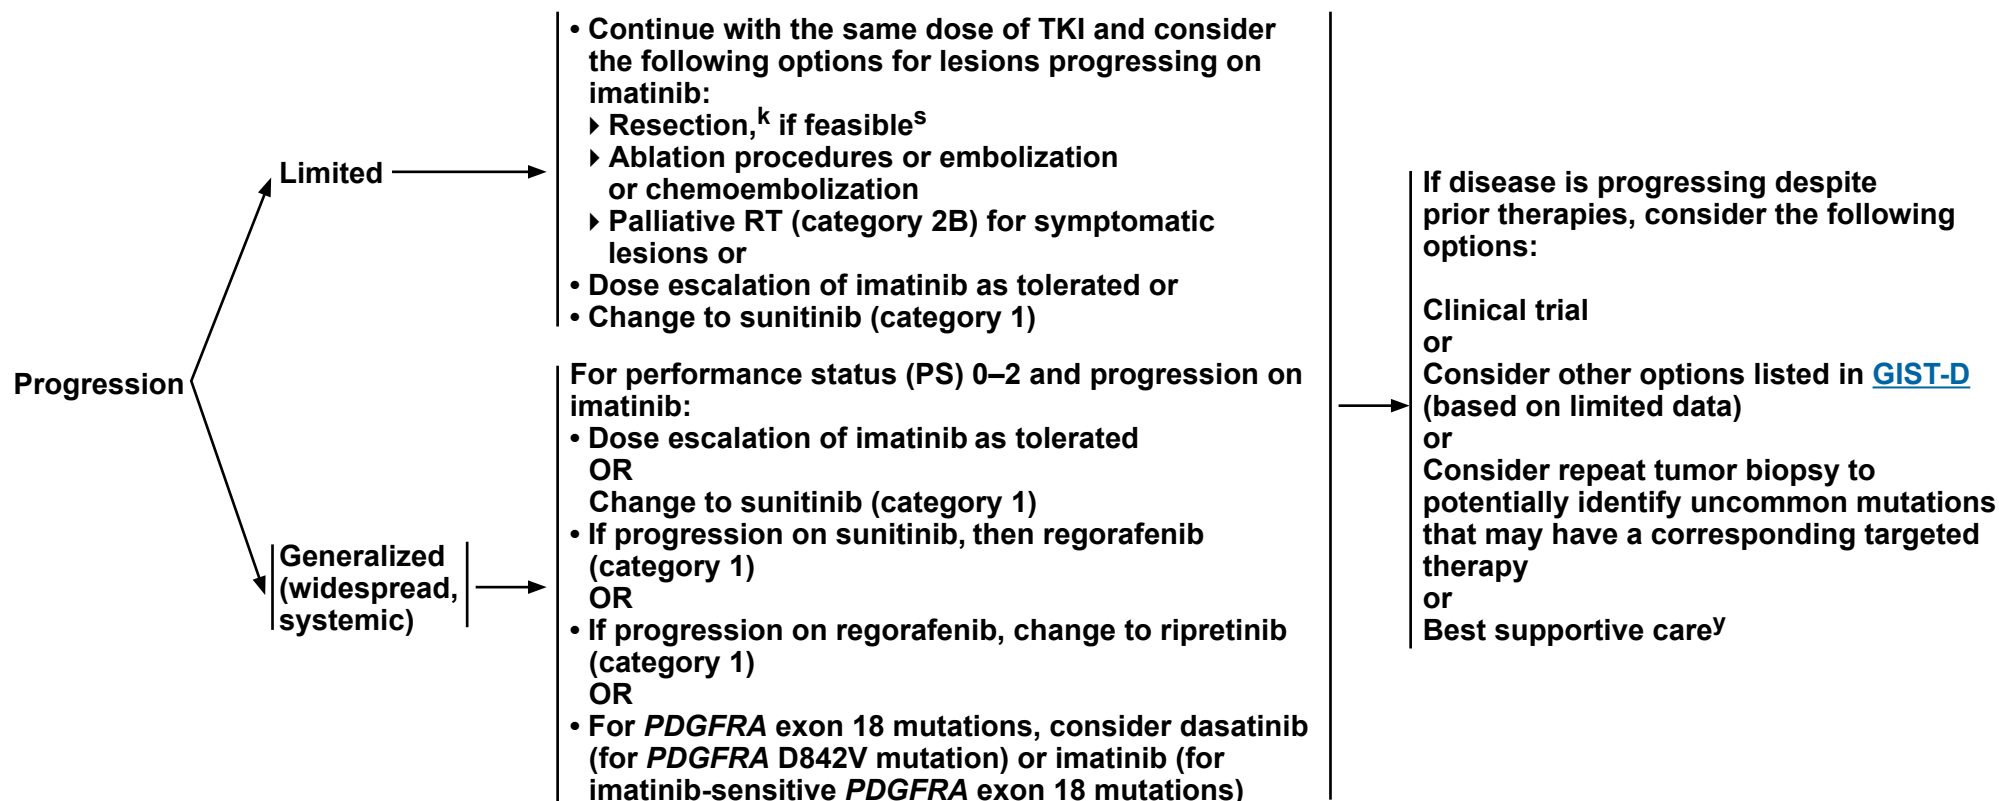 Progression
Limited
• Continue with the same dose of TKI and consider
the following options for lesions progressing on
imatinib:
▸ Resection,k if feasibles
▸ Ablation procedures or embolization
or chemoembolization
▸ Palliative RT (category 2B) for symptomatic
lesions or
• Dose escalation of imatinib as tolerated or
• Change to sunitinib (category 1)
Generalized
(widespread,
systemic)
For performance status (PS) 0–2 and progression on
imatinib:
• Dose escalation of imatinib as tolerated
OR
Change to sunitinib (category 1)
• If progression on sunitinib, then regorafenib
(category 1)
OR
• If progression on regorafenib, change to ripretinib
(category 1)
OR
• For PDGFRA exon 18 mutations, consider dasatinib
(for PDGFRA D842V mutation) or imatinib (for
imatinib-sensitive PDGFRA exon 18 mutations)
If disease is progressing despite
prior therapies, consider the following
options:
Clinical trial
or
Consider other options listed in GIST-D
(based on limited data)
or
Consider repeat tumor biopsy to
potentially identify uncommon mutations
that may have a corresponding targeted
therapy
or
Best supportive carey